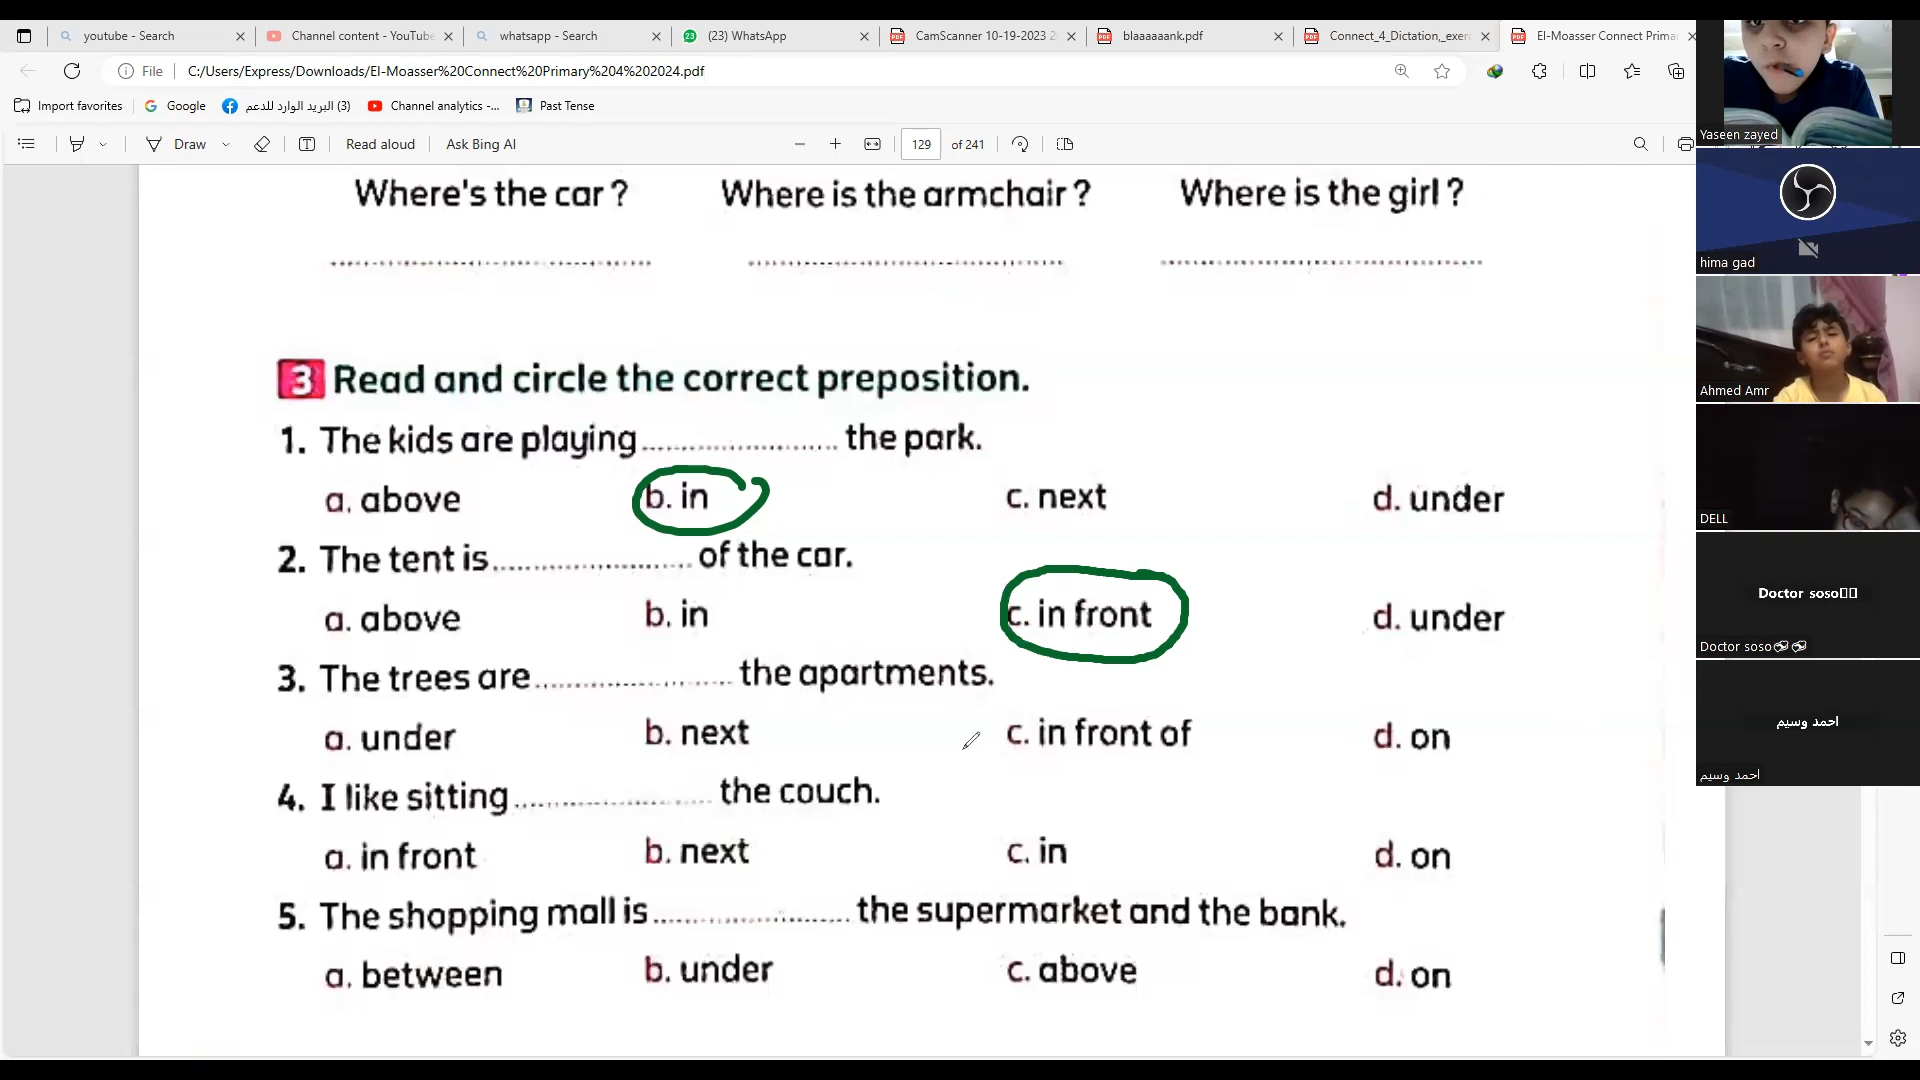 youtube - Search
Channel content - YouTube
whatsapp - Search
(23) WhatsApp
CamScanner 10-19-2023
blaaaaaank.pdf
Connect_4_Dictation,_exer
El-Moasser Connect Prima
File
C:/Users/Express/Downloads/El-Moasser%20Connect%20Primary%204%202024.pdf
Import favorites
Google
(3) البريد الوارد للدعم
Channel analytics -...
Past Tense
Draw
Read aloud
Ask Bing AI
129
of 241
Where's the car ?
Where is the armchair ?
Where is the girl ?
3 Read and circle the correct preposition.
1. The kids are playing...................... the park.
a. above
b. in
c. next
d. under
2. The tent is...................... of the car.
a. above
b. in
c. in front
d. under
3. The trees are...................... the apartments.
a. under
b. next
c. in front of
d. on
4. I like sitting...................... the couch.
a. in front
b. next
c. in
d. on
5. The shopping mall is...................... the supermarket and the bank.
a. between
b. under
c. above
d. on
Yaseen zayed
hima gad
Ahmed Amr
DELL
Doctor soso
Doctor soso
احمد وسيم
احمد وسيم